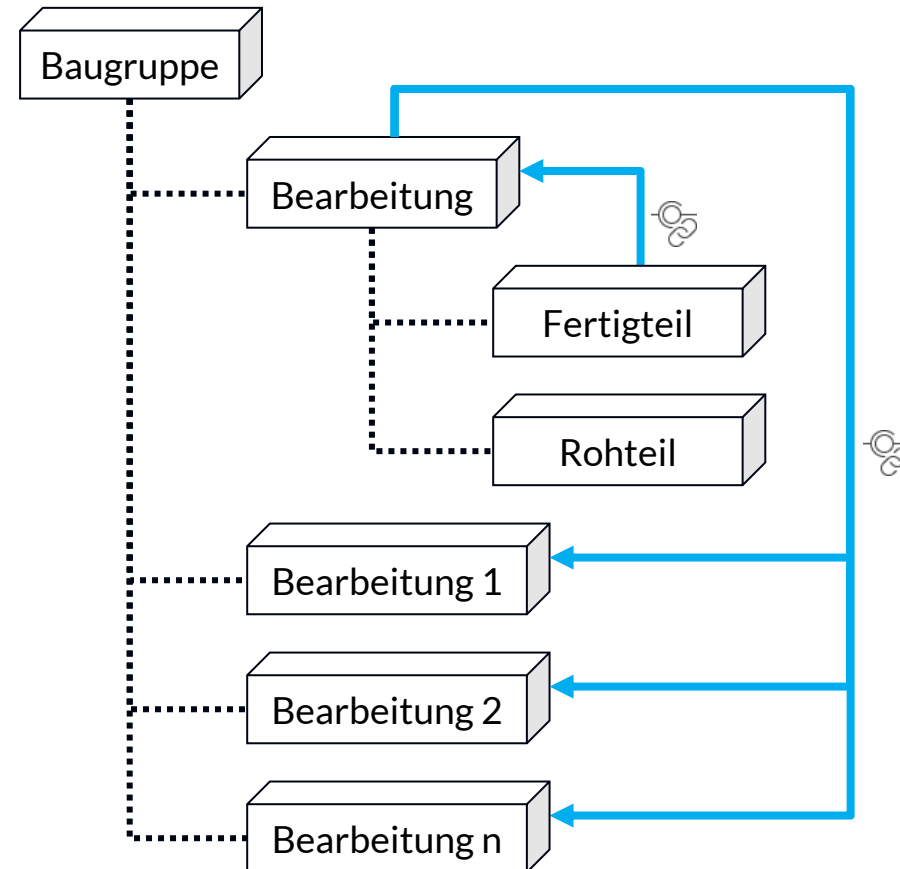 Baugruppe
Bearbeitung
Fertigteil
Rohteil
Bearbeitung 1
Bearbeitung 2
Bearbeitung n